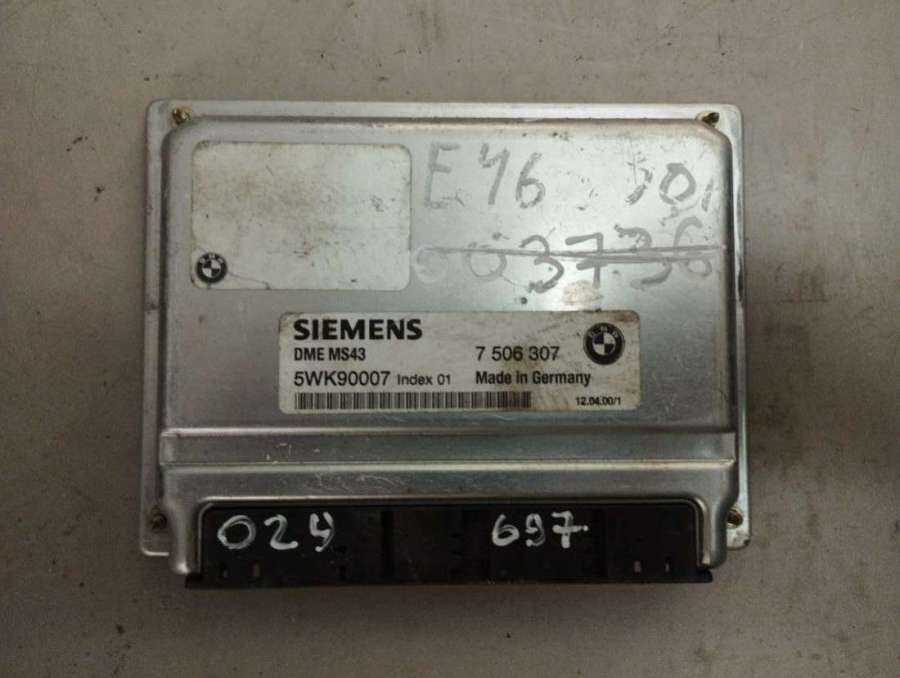 E46
3736
SIEMENS
DME MS43 7 506 307
5WK90007 Index 01 Made In Germany
12.04.00/1
024 697